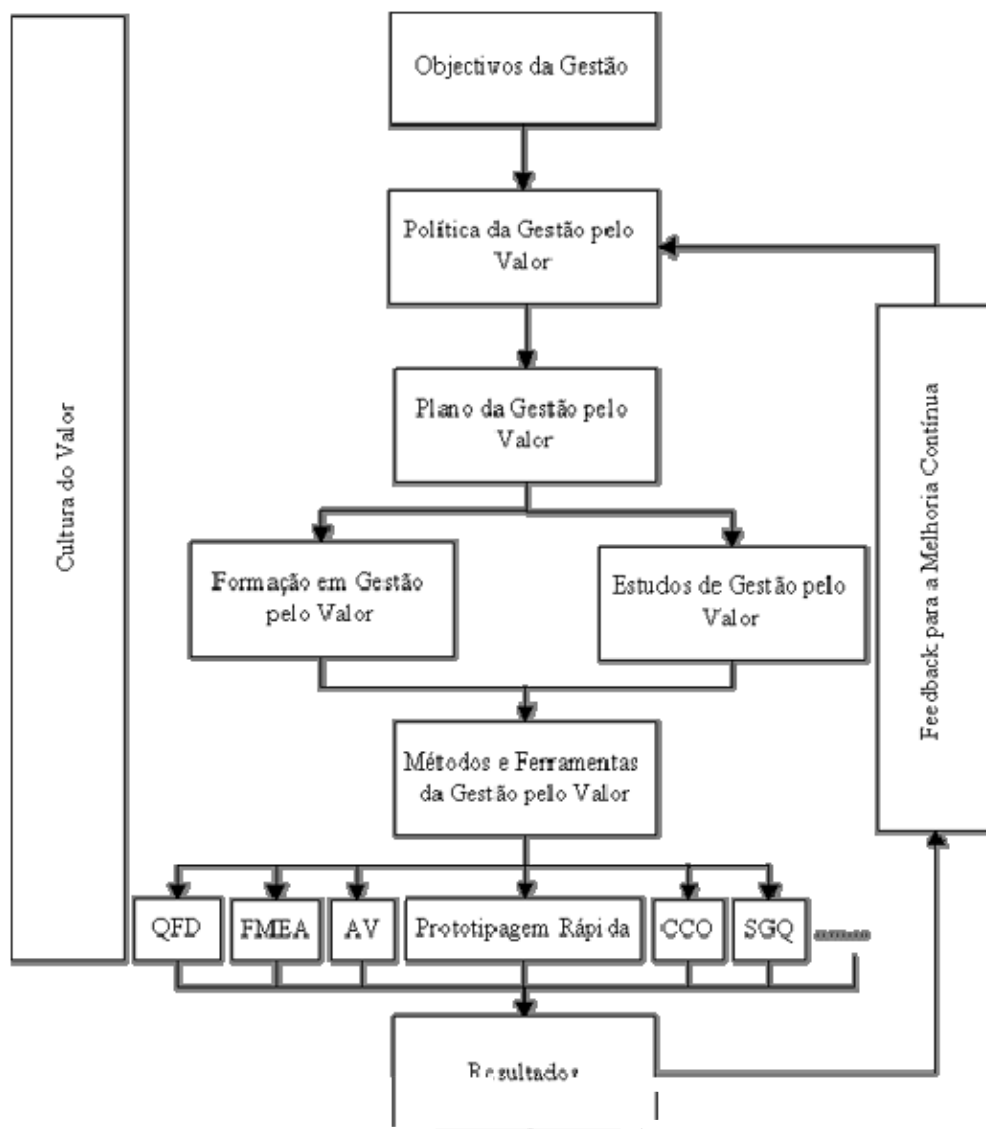 Objectivos da Gestão
Política da Gestão pelo
Valor
Plano da Gestão pelo
Valor
Formação em Gestão
pelo Valor
Estudos de Gestão pelo
Valor
Métodos e Ferramentas
da Gestão pelo Valor
QFD
FMEA
AV
Prototipagem Rápida
CCO
SGQ
Resultados
Cultura do Valor
Feedback para a Melhoria Contínua